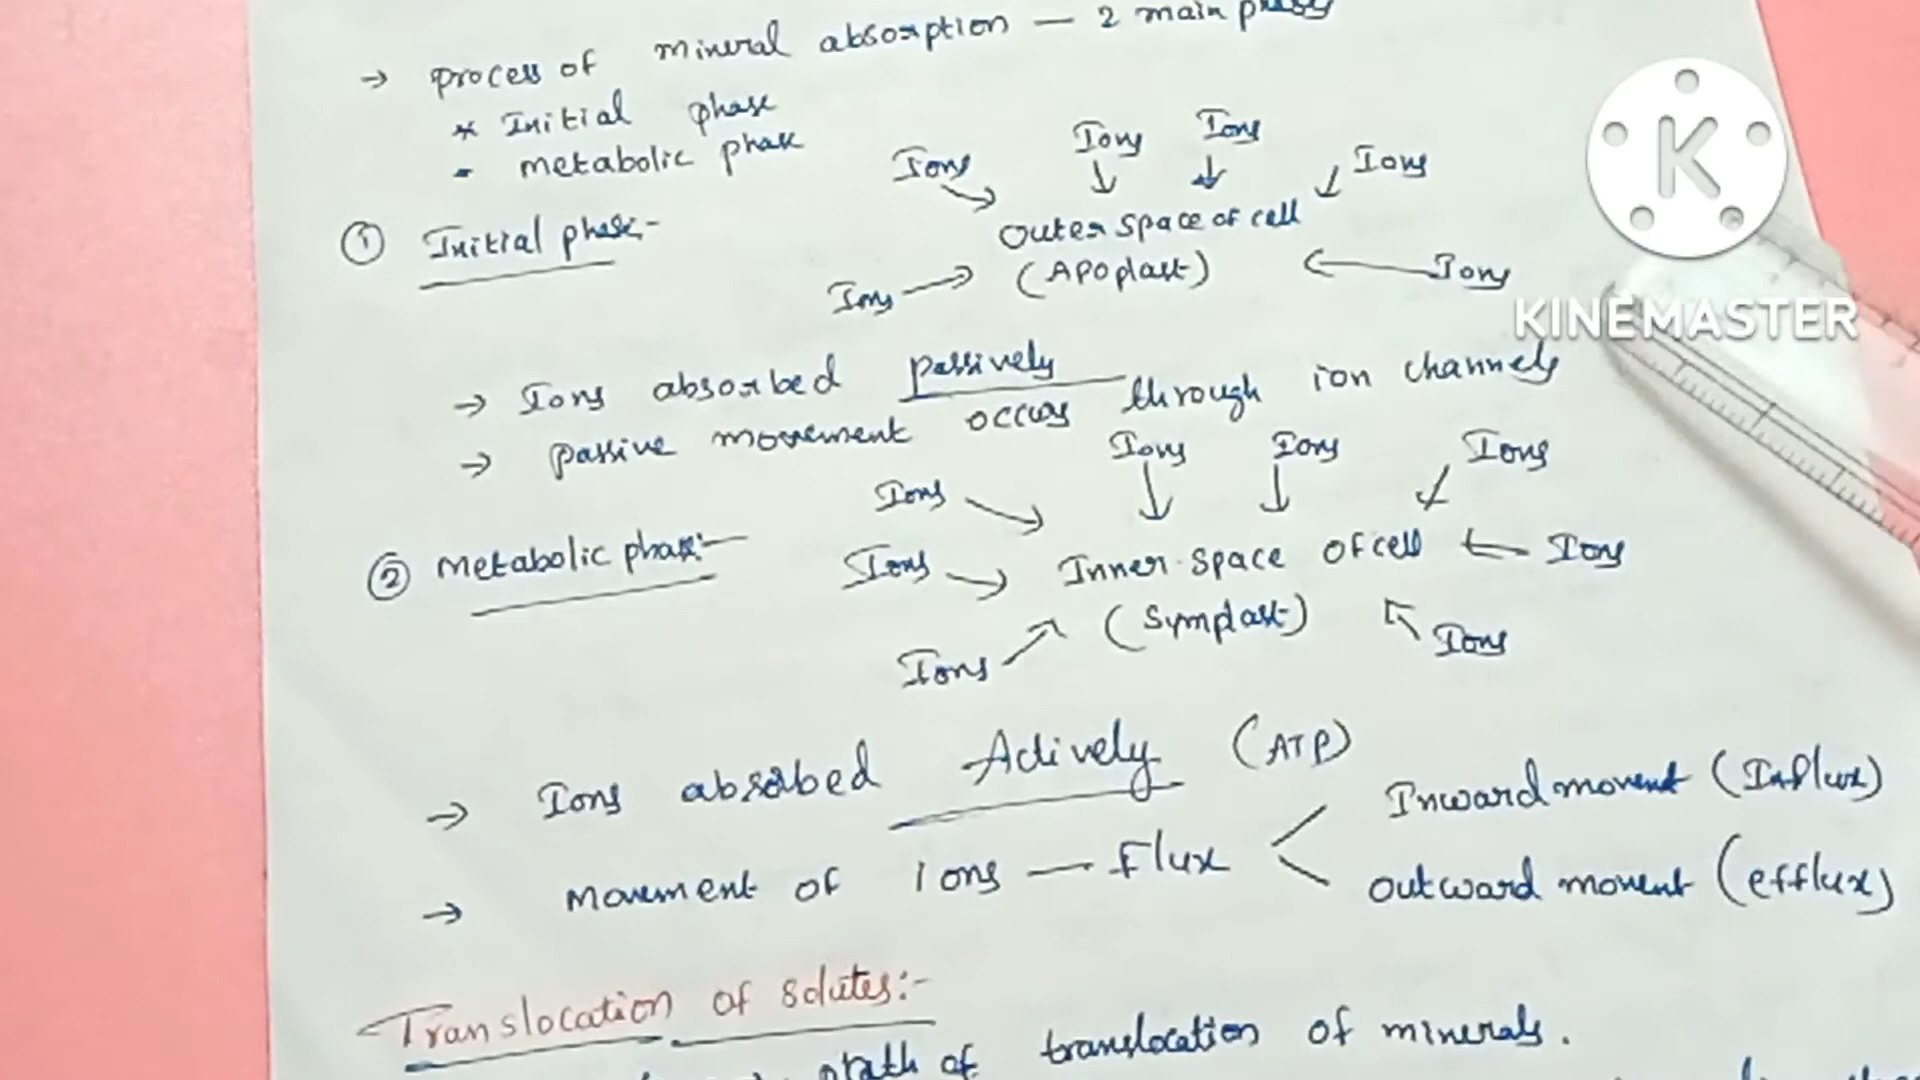 → process of mineral absorption — 2 main phases
* Initial phase
- metabolic phase
Ions Ions Ions Ions
① Initial phase:-
Outer space of cell
(Apoplast)
Ions Ions
→ Ions absorbed passively
→ passive movement occurs through ion channels
Ions Ions Ions Ions
② Metabolic phase:-
Ions Inner space of cell Ions
(Symplast)
Ions Ions
→ Ions absorbed Actively (ATP)
→ Movement of ions — Flux < Inward movement (Influx)
outward movement (efflux)
Translocation of solutes:-
path of translocation of minerals.
K
KINEMASTER